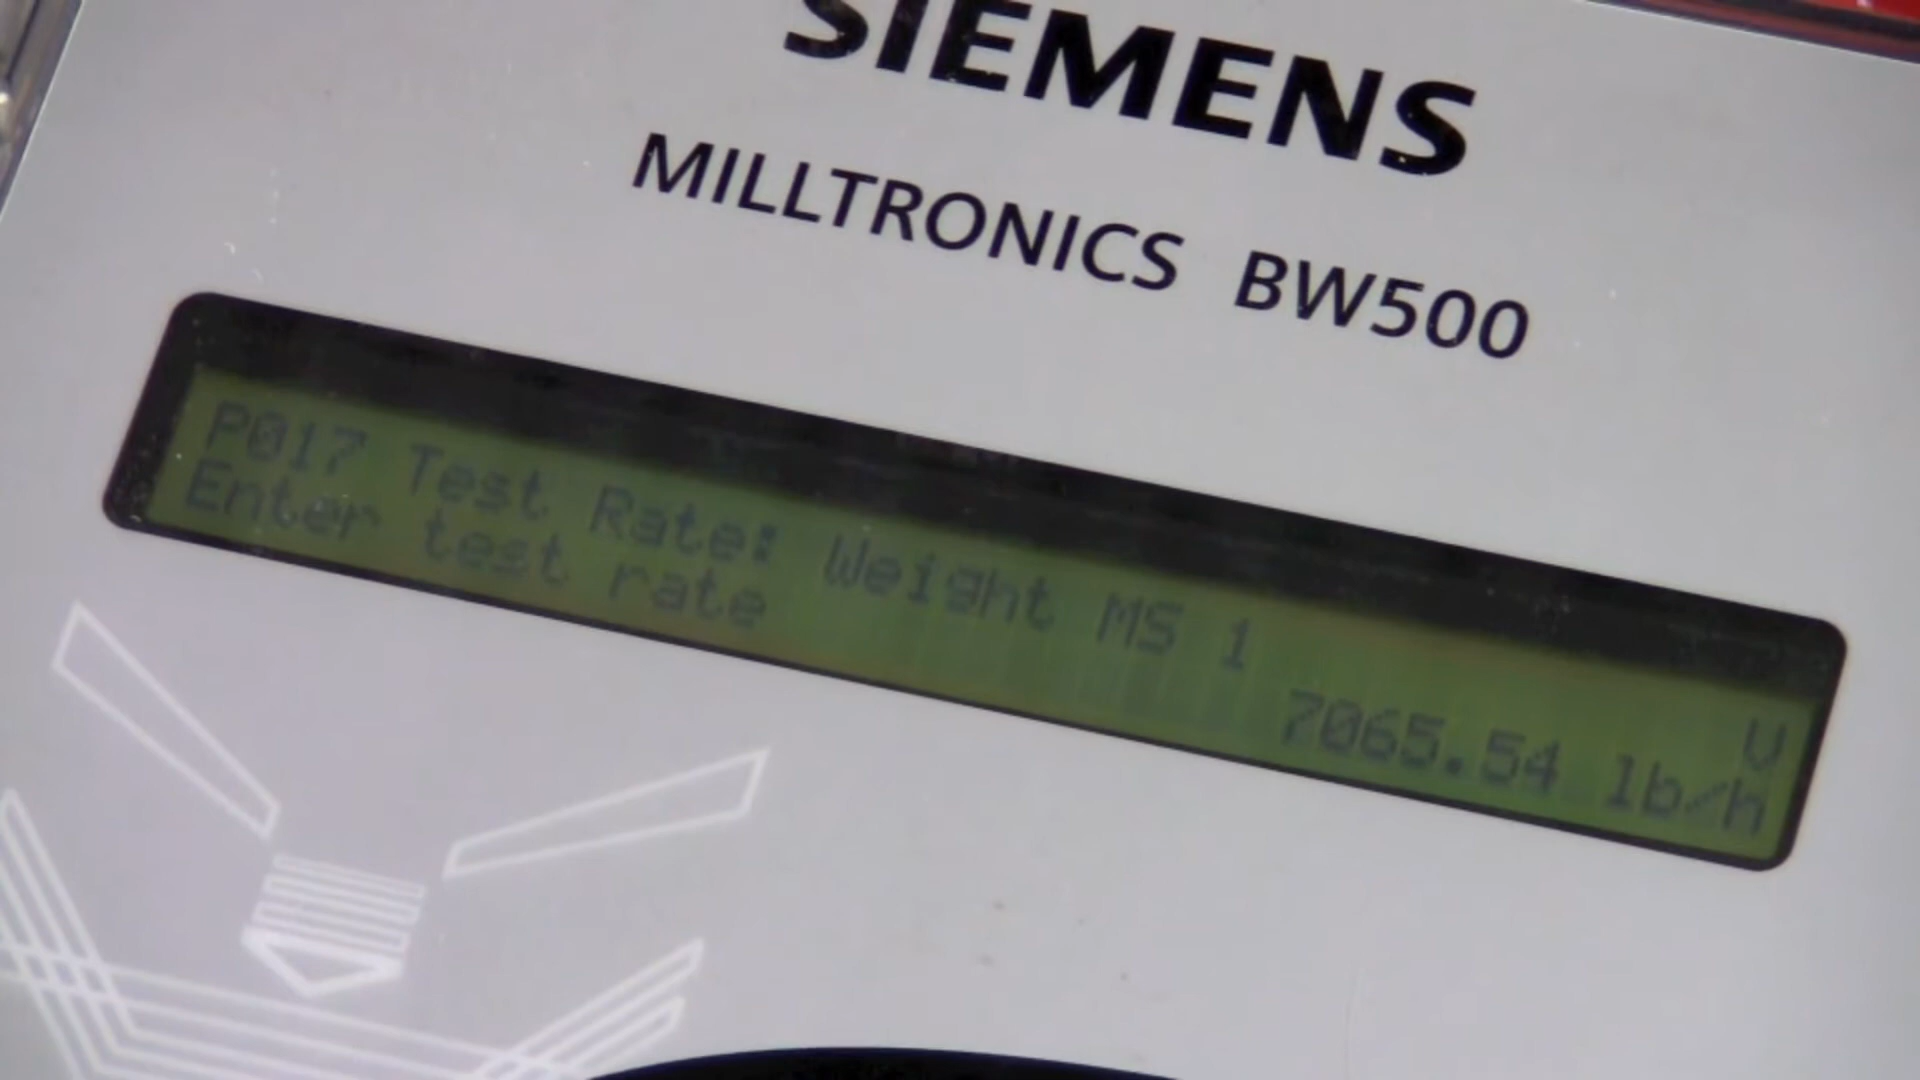 SIEMENS
MILLTRONICS BW500
P017 Test Rate: Weight MS 1 V
Enter test rate 7065.54 lb/h